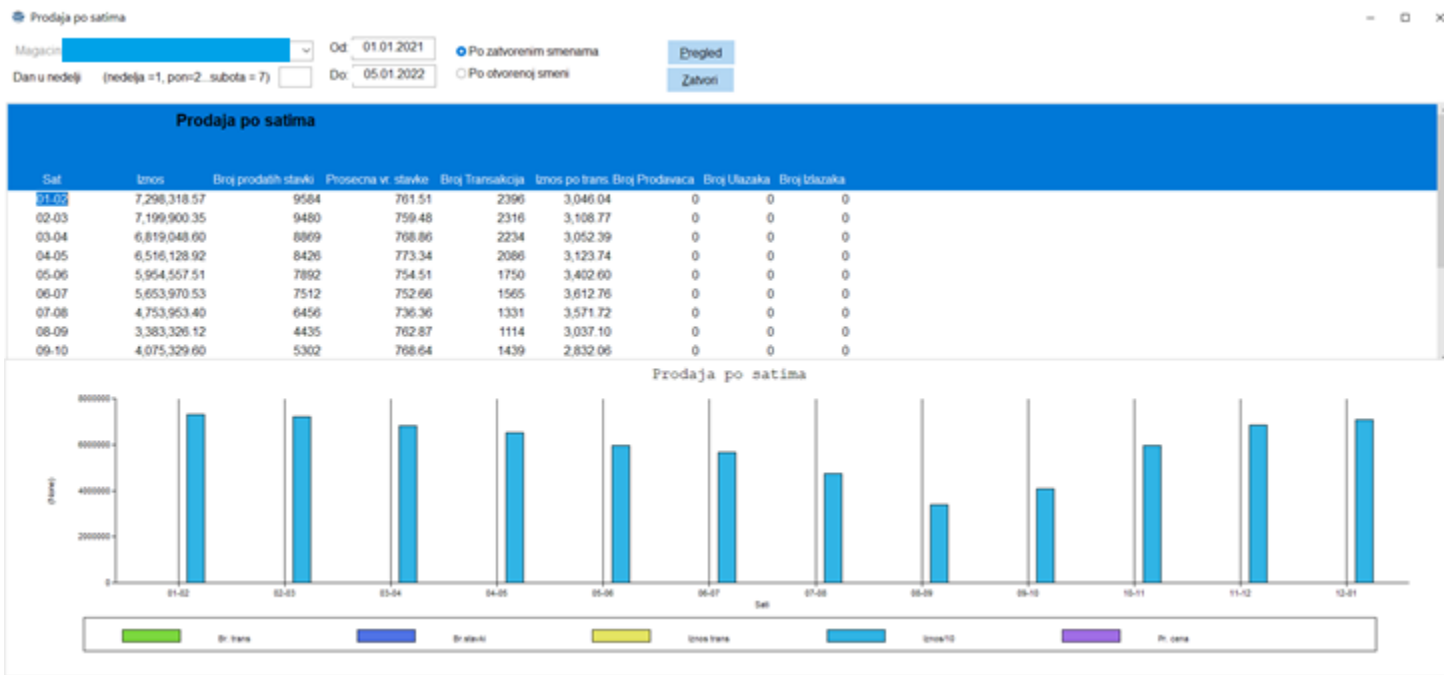 Prodaja po satima
Magacin Od: 01.01.2021 Po zatvorenim smenama Pregled
Dan u nedelji (nedelja =1, pon=2...subota = 7) Do: 05.01.2022 Po otvorenoj smeni Zatvori
Prodaja po satima
Sat Iznos Broj prodatih stavki Prosecna vr. stavke Broj Transakcija Iznos po trans. Broj Prodavaca Broj Ulazaka Broj Izlazaka
01-02 7,298,318.57 9584 761.51 2396 3,046.04 0 0 0
02-03 7,199,900.35 9480 759.48 2316 3,108.77 0 0 0
03-04 6,819,048.60 8869 768.86 2234 3,052.39 0 0 0
04-05 6,516,128.92 8426 773.34 2086 3,123.74 0 0 0
05-06 5,954,557.51 7892 754.51 1750 3,402.60 0 0 0
06-07 5,653,970.53 7512 752.66 1565 3,612.76 0 0 0
07-08 4,753,953.40 6456 736.36 1331 3,571.72 0 0 0
08-09 3,383,326.12 4435 762.87 1114 3,037.10 0 0 0
09-10 4,075,329.60 5302 768.64 1439 2,832.06 0 0 0
Prodaja po satima
8000000
6000000
4000000
2000000
0
(None)
01-02 02-03 03-04 04-05 05-06 06-07 07-08 08-09 09-10 10-11 11-12 12-01
Sati
Br. trans Br.stavki Iznos trans Iznos/10 Pr. cena